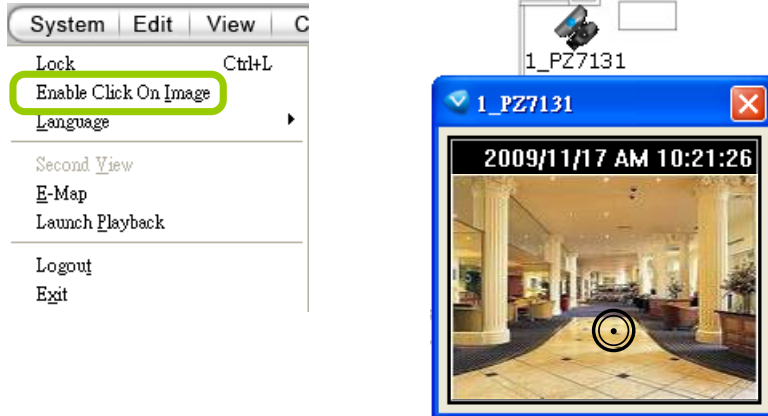 System Edit View C
Lock Ctrl+L
Enable Click On Image
Language
Second View
E-Map
Launch Playback
Logout
Exit
1_PZ7131
1_PZ7131
2009/11/17 AM 10:21:26